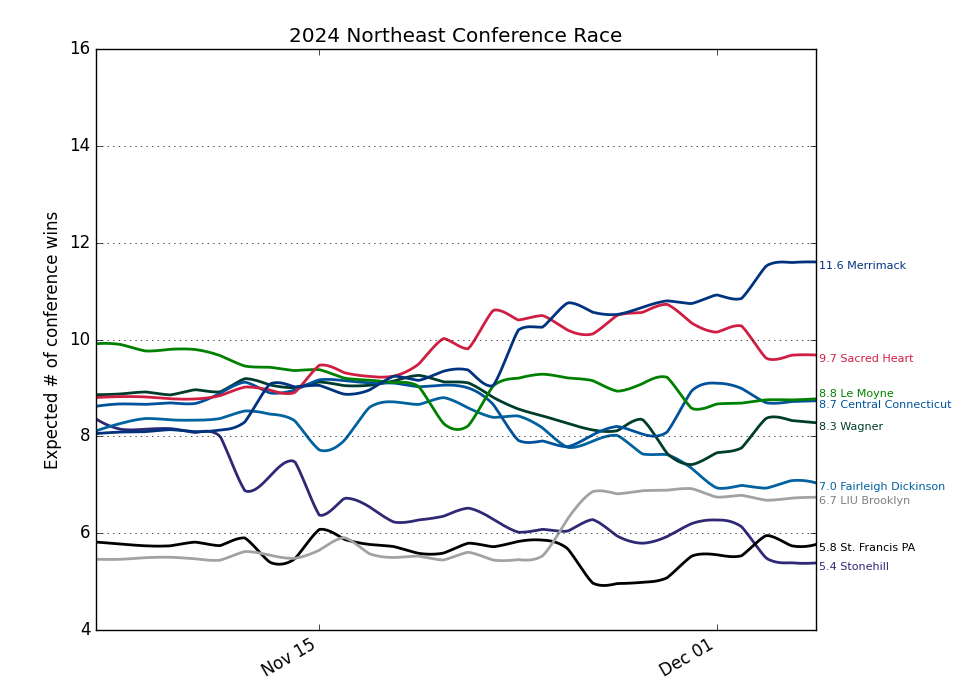 2024 Northeast Conference Race
Expected # of conference wins
16
14
12
10
8
6
4
Nov 15
Dec 01
11.6 Merrimack
9.7 Sacred Heart
8.8 Le Moyne
8.7 Central Connecticut
8.3 Wagner
7.0 Fairleigh Dickinson
6.7 LIU Brooklyn
5.8 St. Francis PA
5.4 Stonehill